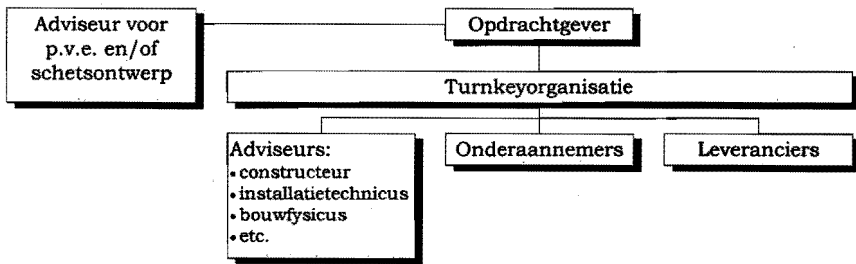 Adviseur voor
p.v.e. en/of
schetsontwerp
Opdrachtgever
Turnkeyorganisatie
Adviseurs:
• constructeur
• installatietechnicus
• bouwfysicus
• etc.
Onderaannemers
Leveranciers